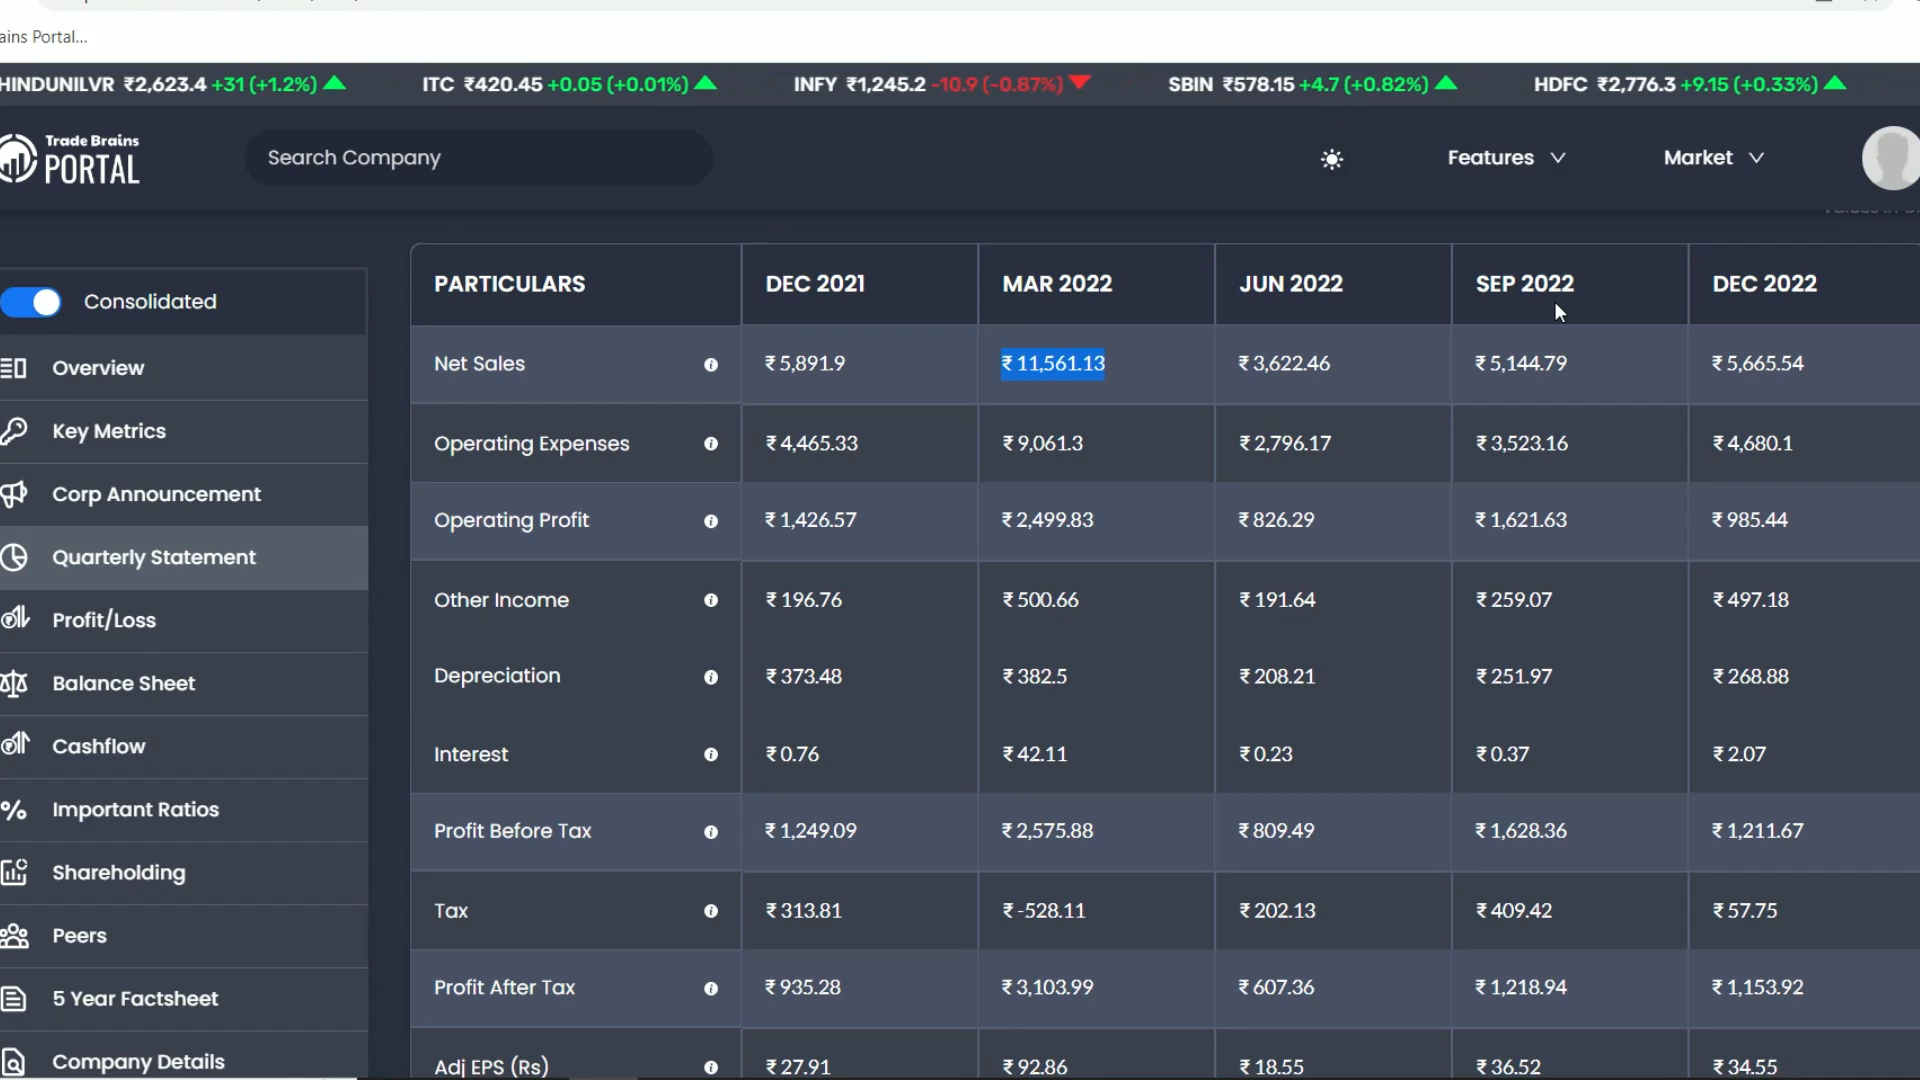 ains Portal...
HINDUNILVR ₹2,623.4 +31 (+1.2%) ITC ₹420.45 +0.05 (+0.01%) INFY ₹1,245.2 -10.9 (-0.87%) SBIN ₹578.15 +4.7 (+0.82%) HDFC ₹2,776.3 +9.15 (+0.33%)
Trade Brains
PORTAL
Search Company
Features
Market
Consolidated
Overview
Key Metrics
Corp Announcement
Quarterly Statement
Profit/Loss
Balance Sheet
Cashflow
Important Ratios
Shareholding
Peers
5 Year Factsheet
Company Details
PARTICULARS DEC 2021 MAR 2022 JUN 2022 SEP 2022 DEC 2022
Net Sales ₹ 5,891.9 ₹ 11,561.13 ₹ 3,622.46 ₹ 5,144.79 ₹ 5,665.54
Operating Expenses ₹ 4,465.33 ₹ 9,061.3 ₹ 2,796.17 ₹ 3,523.16 ₹ 4,680.1
Operating Profit ₹ 1,426.57 ₹ 2,499.83 ₹ 826.29 ₹ 1,621.63 ₹ 985.44
Other Income ₹ 196.76 ₹ 500.66 ₹ 191.64 ₹ 259.07 ₹ 497.18
Depreciation ₹ 373.48 ₹ 382.5 ₹ 208.21 ₹ 251.97 ₹ 268.88
Interest ₹ 0.76 ₹ 42.11 ₹ 0.23 ₹ 0.37 ₹ 2.07
Profit Before Tax ₹ 1,249.09 ₹ 2,575.88 ₹ 809.49 ₹ 1,628.36 ₹ 1,211.67
Tax ₹ 313.81 ₹ -528.11 ₹ 202.13 ₹ 409.42 ₹ 57.75
Profit After Tax ₹ 935.28 ₹ 3,103.99 ₹ 607.36 ₹ 1,218.94 ₹ 1,153.92
Adj EPS (Rs) ₹ 27.91 ₹ 92.86 ₹ 18.55 ₹ 36.52 ₹ 34.55